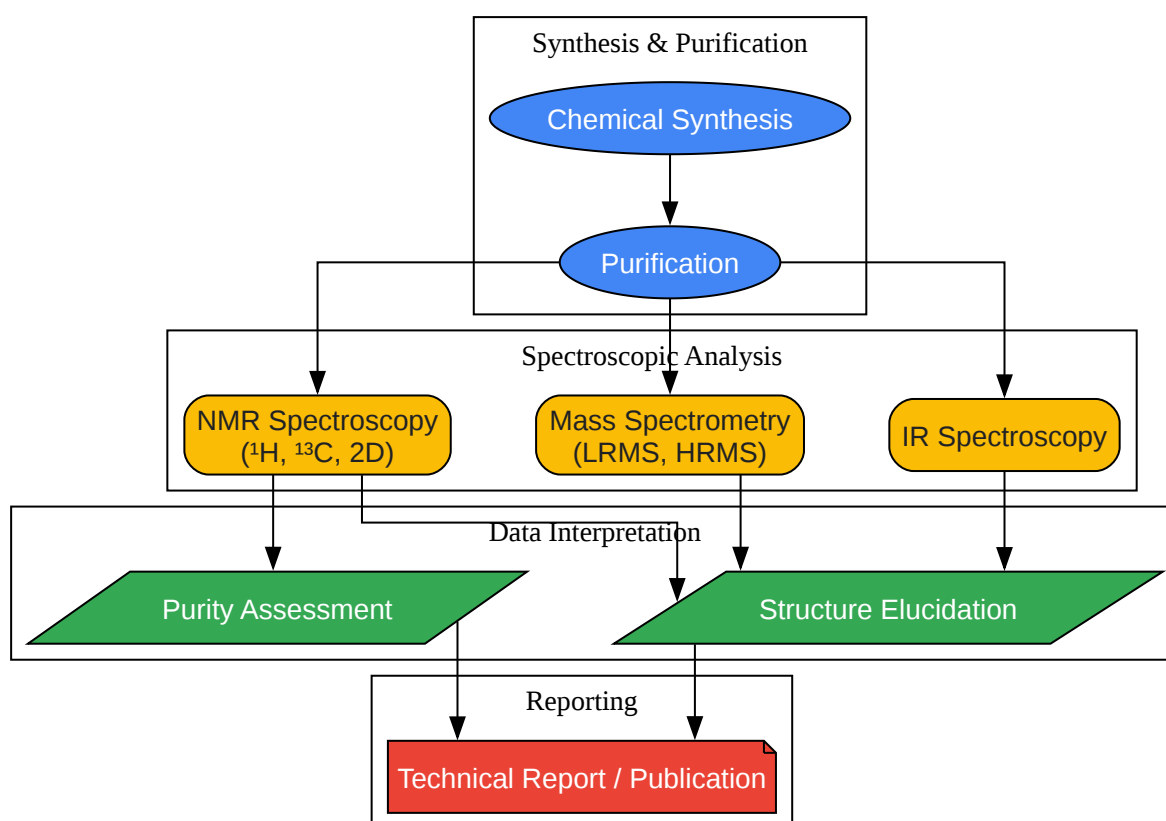 Synthesis & Purification
Chemical Synthesis
Purification
Spectroscopic Analysis
NMR Spectroscopy
(¹H, ¹³C, 2D)
Mass Spectrometry
(LRMS, HRMS)
IR Spectroscopy
Data Interpretation
Purity Assessment
Structure Elucidation
Reporting
Technical Report / Publication